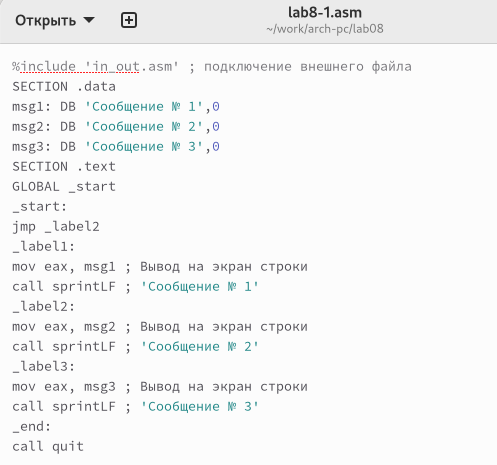 Открыть
lab8-1.asm
~/work/arch-pc/lab08
%include 'in_out.asm' ; подключение внешнего файла
SECTION .data
msg1: DB 'Сообщение № 1',0
msg2: DB 'Сообщение № 2',0
msg3: DB 'Сообщение № 3',0
SECTION .text
GLOBAL _start
_start:
jmp _label2
_label1:
mov eax, msg1 ; Вывод на экран строки
call sprintLF ; 'Сообщение № 1'
_label2:
mov eax, msg2 ; Вывод на экран строки
call sprintLF ; 'Сообщение № 2'
_label3:
mov eax, msg3 ; Вывод на экран строки
call sprintLF ; 'Сообщение № 3'
_end:
call quit